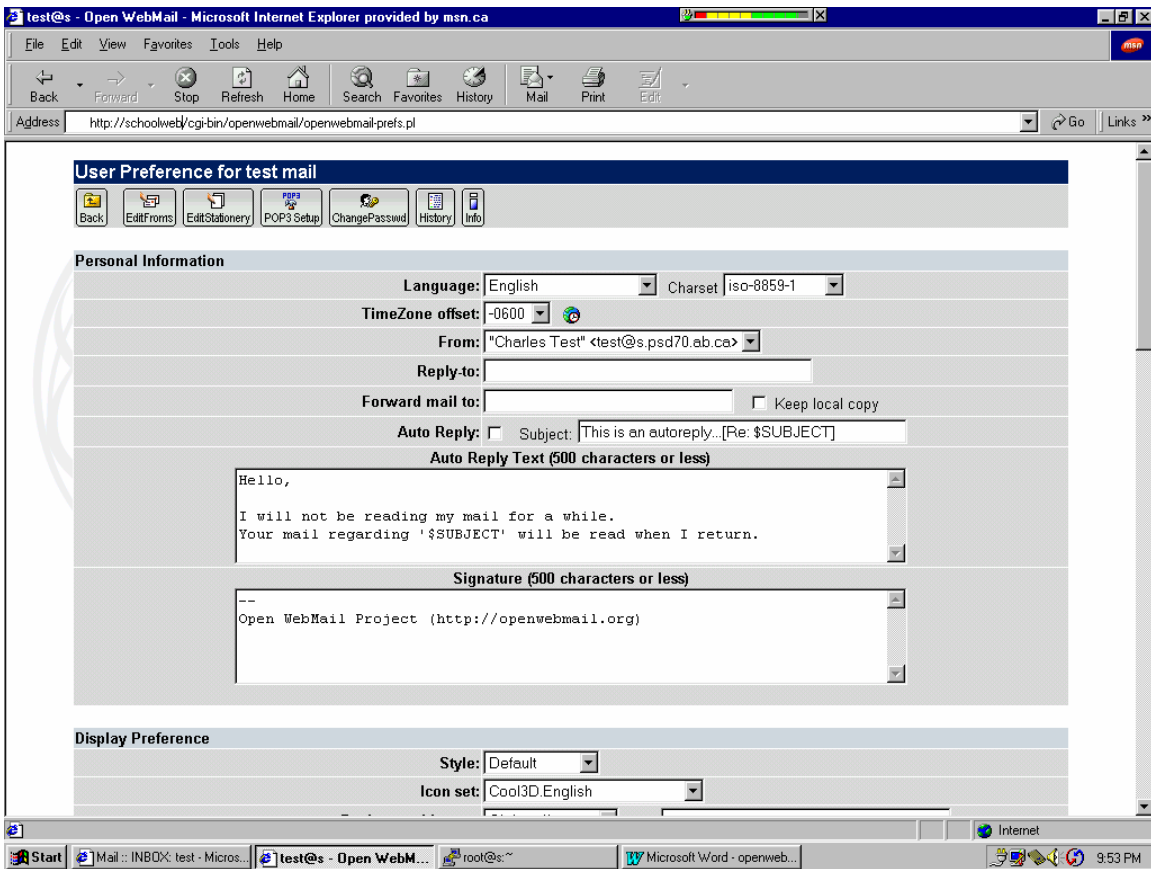 test@s - Open WebMail - Microsoft Internet Explorer provided by msn.ca
File Edit View Favorites Tools Help
msn
Back Forward Stop Refresh Home Search Favorites History Mail Print Edit
Address http://schoolweb/cgi-bin/openwebmail/openwebmail-prefs.pl Go Links »
User Preference for test mail
POP3
Back EditFroms EditStationery POP3 Setup ChangePasswd History Info
Personal Information
Language: English Charset iso-8859-1
TimeZone offset: -0600
From: "Charles Test" <test@s.psd70.ab.ca>
Reply-to:
Forward mail to: Keep local copy
Auto Reply: Subject: This is an autoreply...[Re: $SUBJECT]
Auto Reply Text (500 characters or less)
Hello,
I will not be reading my mail for a while.
Your mail regarding '$SUBJECT' will be read when I return.
Signature (500 characters or less)
--
Open WebMail Project (http://openwebmail.org)
Display Preference
Style: Default
Icon set: Cool3D.English
Internet
Start Mail :: INBOX: test - Micros... test@s - Open WebM... root@s:~ Microsoft Word - openweb... 9:53 PM